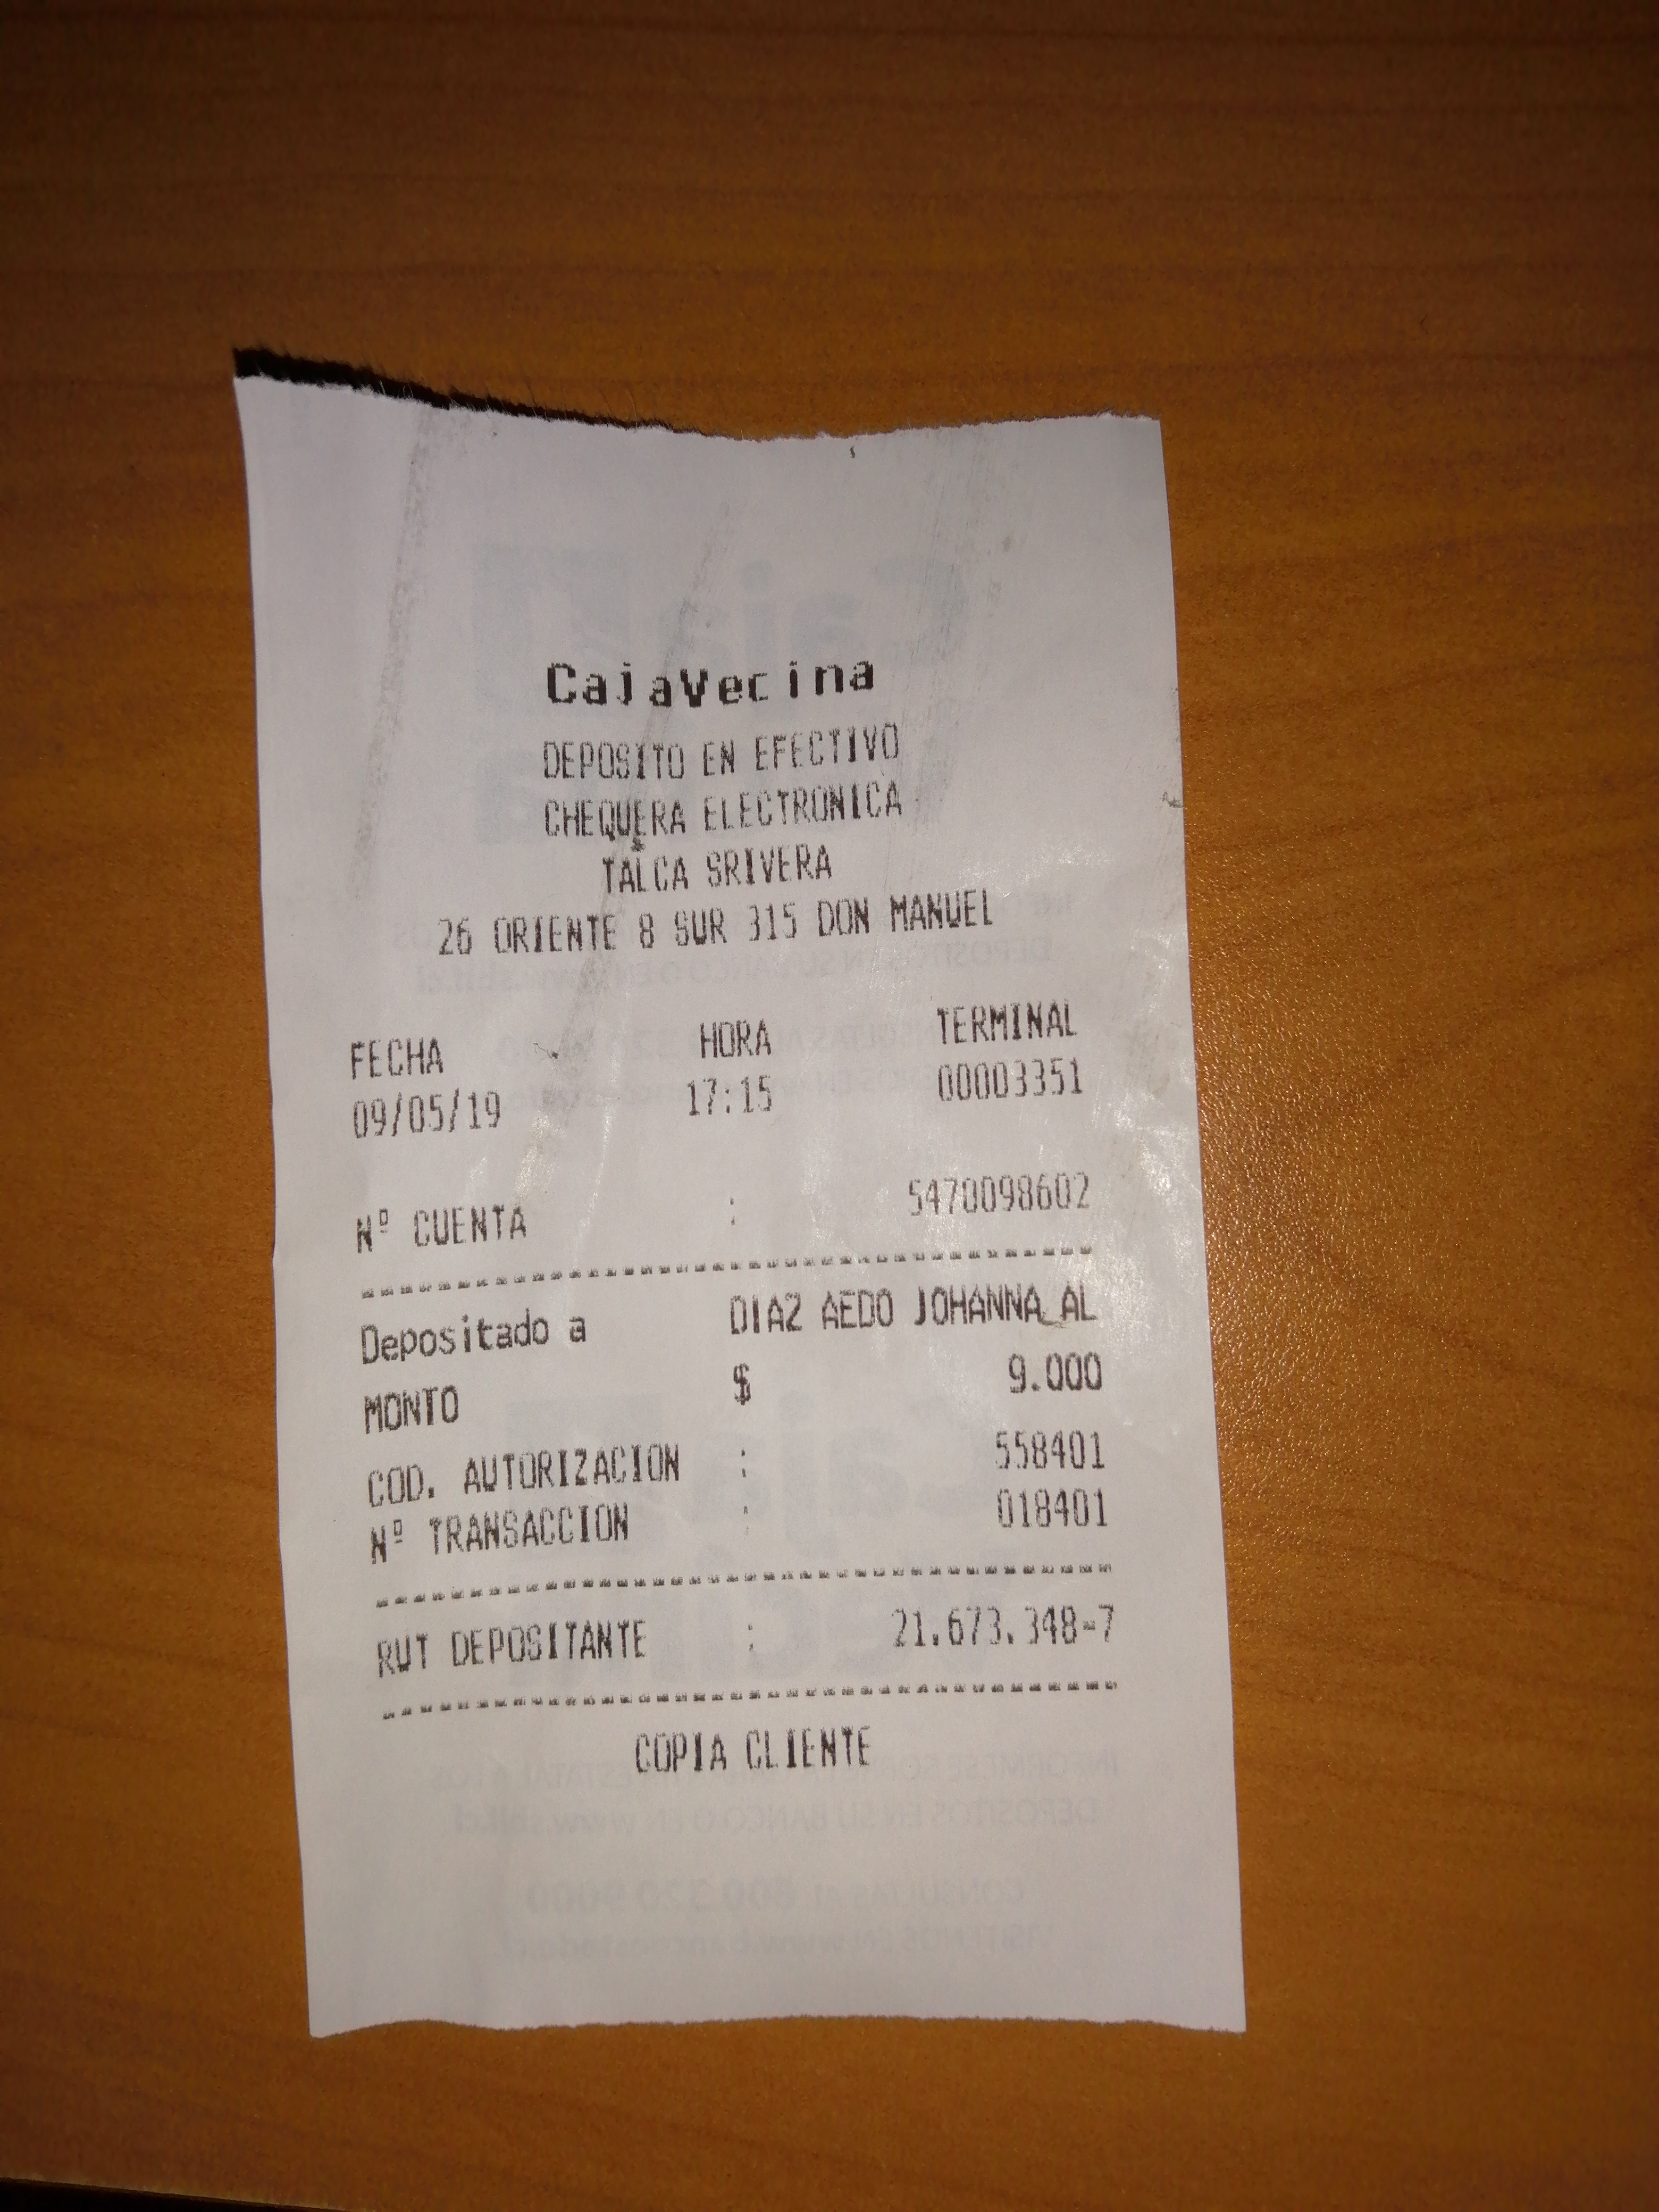 CajaVecina
DEPOSITO EN EFECTIVO
CHEQUERA ELECTRONICA
TALCA SRIVERA
26 ORIENTE 8 SUR 315 DON MANUEL
FECHA HORA TERMINAL
09/05/19 17:15 00003351
Nº CUENTA : 5470098602
Depositado a DIAZ AEDO JOHANNA AL
MONTO $ 9.000
COD. AUTORIZACION : 558401
Nº TRANSACCION : 018401
RUT DEPOSITANTE : 21.673.348-7
COPIA CLIENTE